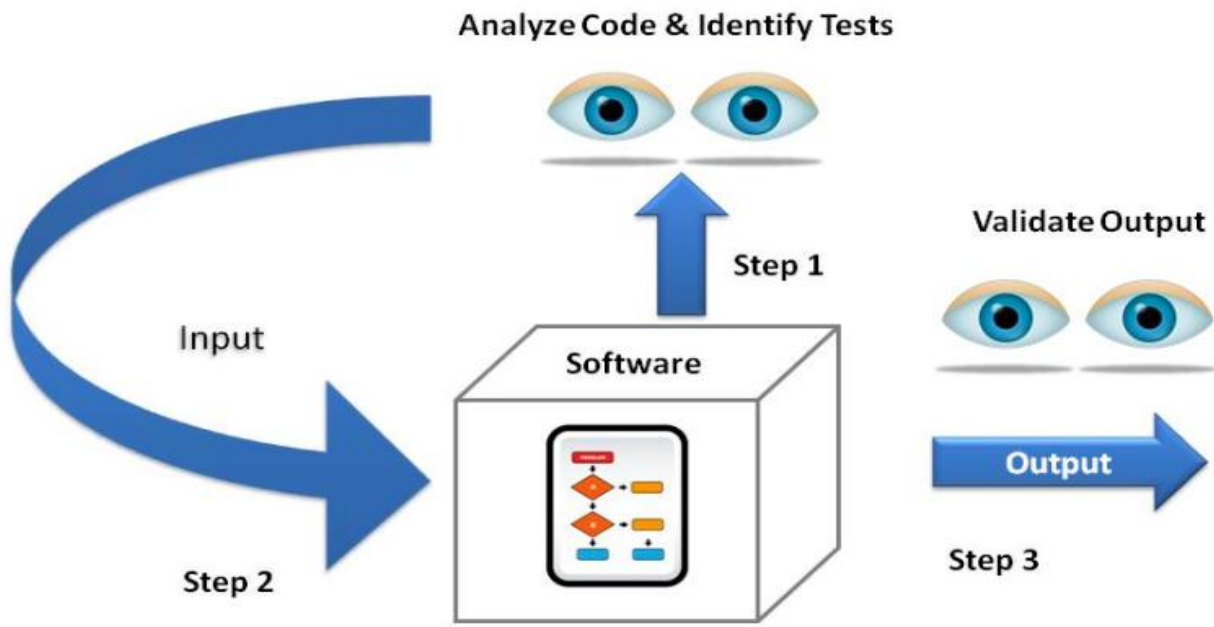 Analyze Code & Identify Tests
Step 1
Validate Output
Input
Software
Output
Step 2
Step 3